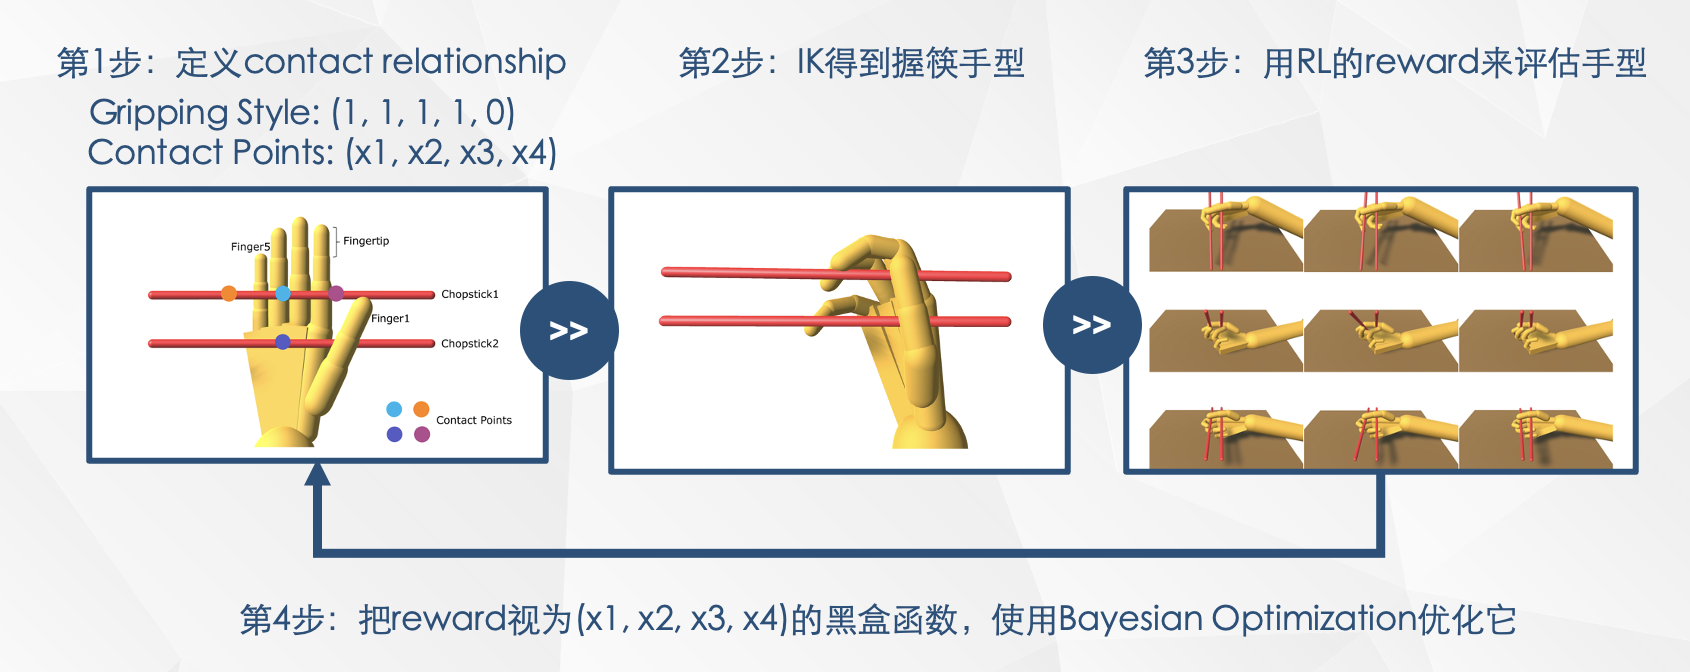 第1步：定义contact relationship
Gripping Style: (1, 1, 1, 1, 0)
Contact Points: (x1, x2, x3, x4)
第2步：IK得到握筷手型
第3步：用RL的reward来评估手型
Finger5
Fingertip
Chopstick1
Finger1
Chopstick2
Contact Points
>>
>>
第4步：把reward视为(x1, x2, x3, x4)的黑盒函数，使用Bayesian Optimization优化它